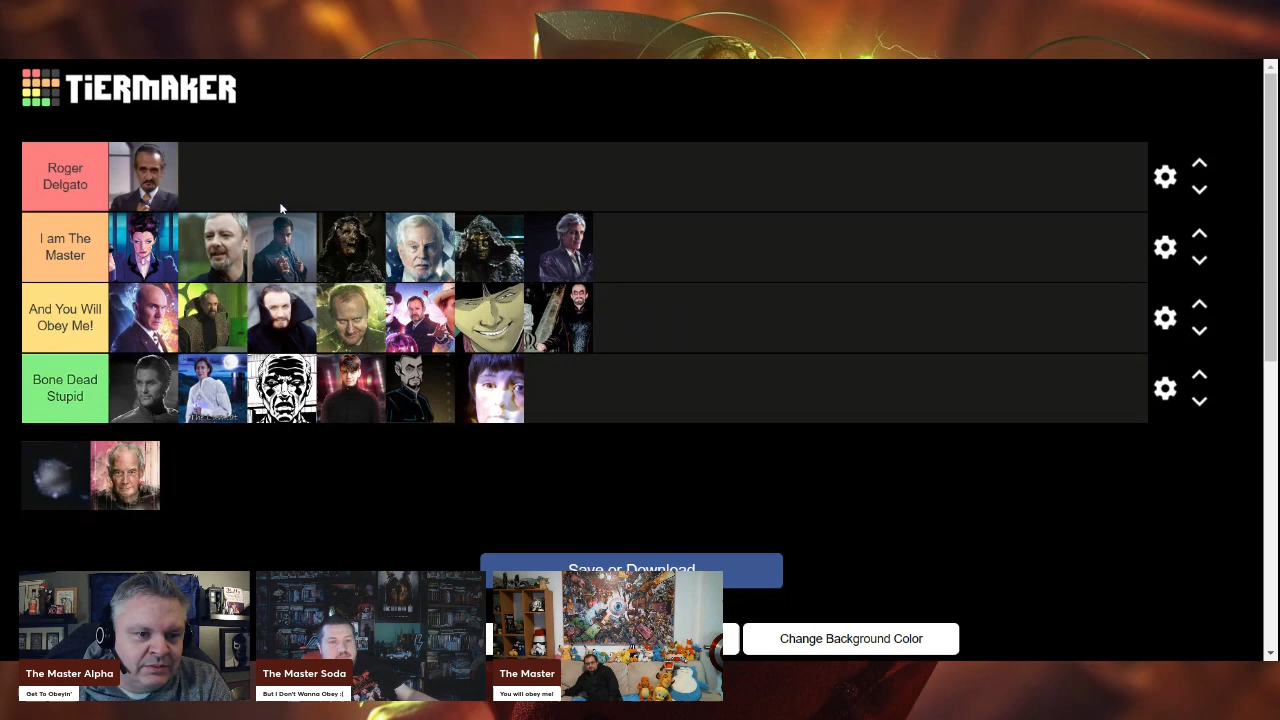 TiERMAKER
Roger
Delgato
I am The
Master
And You Will
Obey Me!
Bone Dead
Stupid
Save or Download
Change Background Color
The Master Alpha
Get To Obeyin'
The Master Soda
But I Don't Wanna Obey :(
The Master
You will obey me!